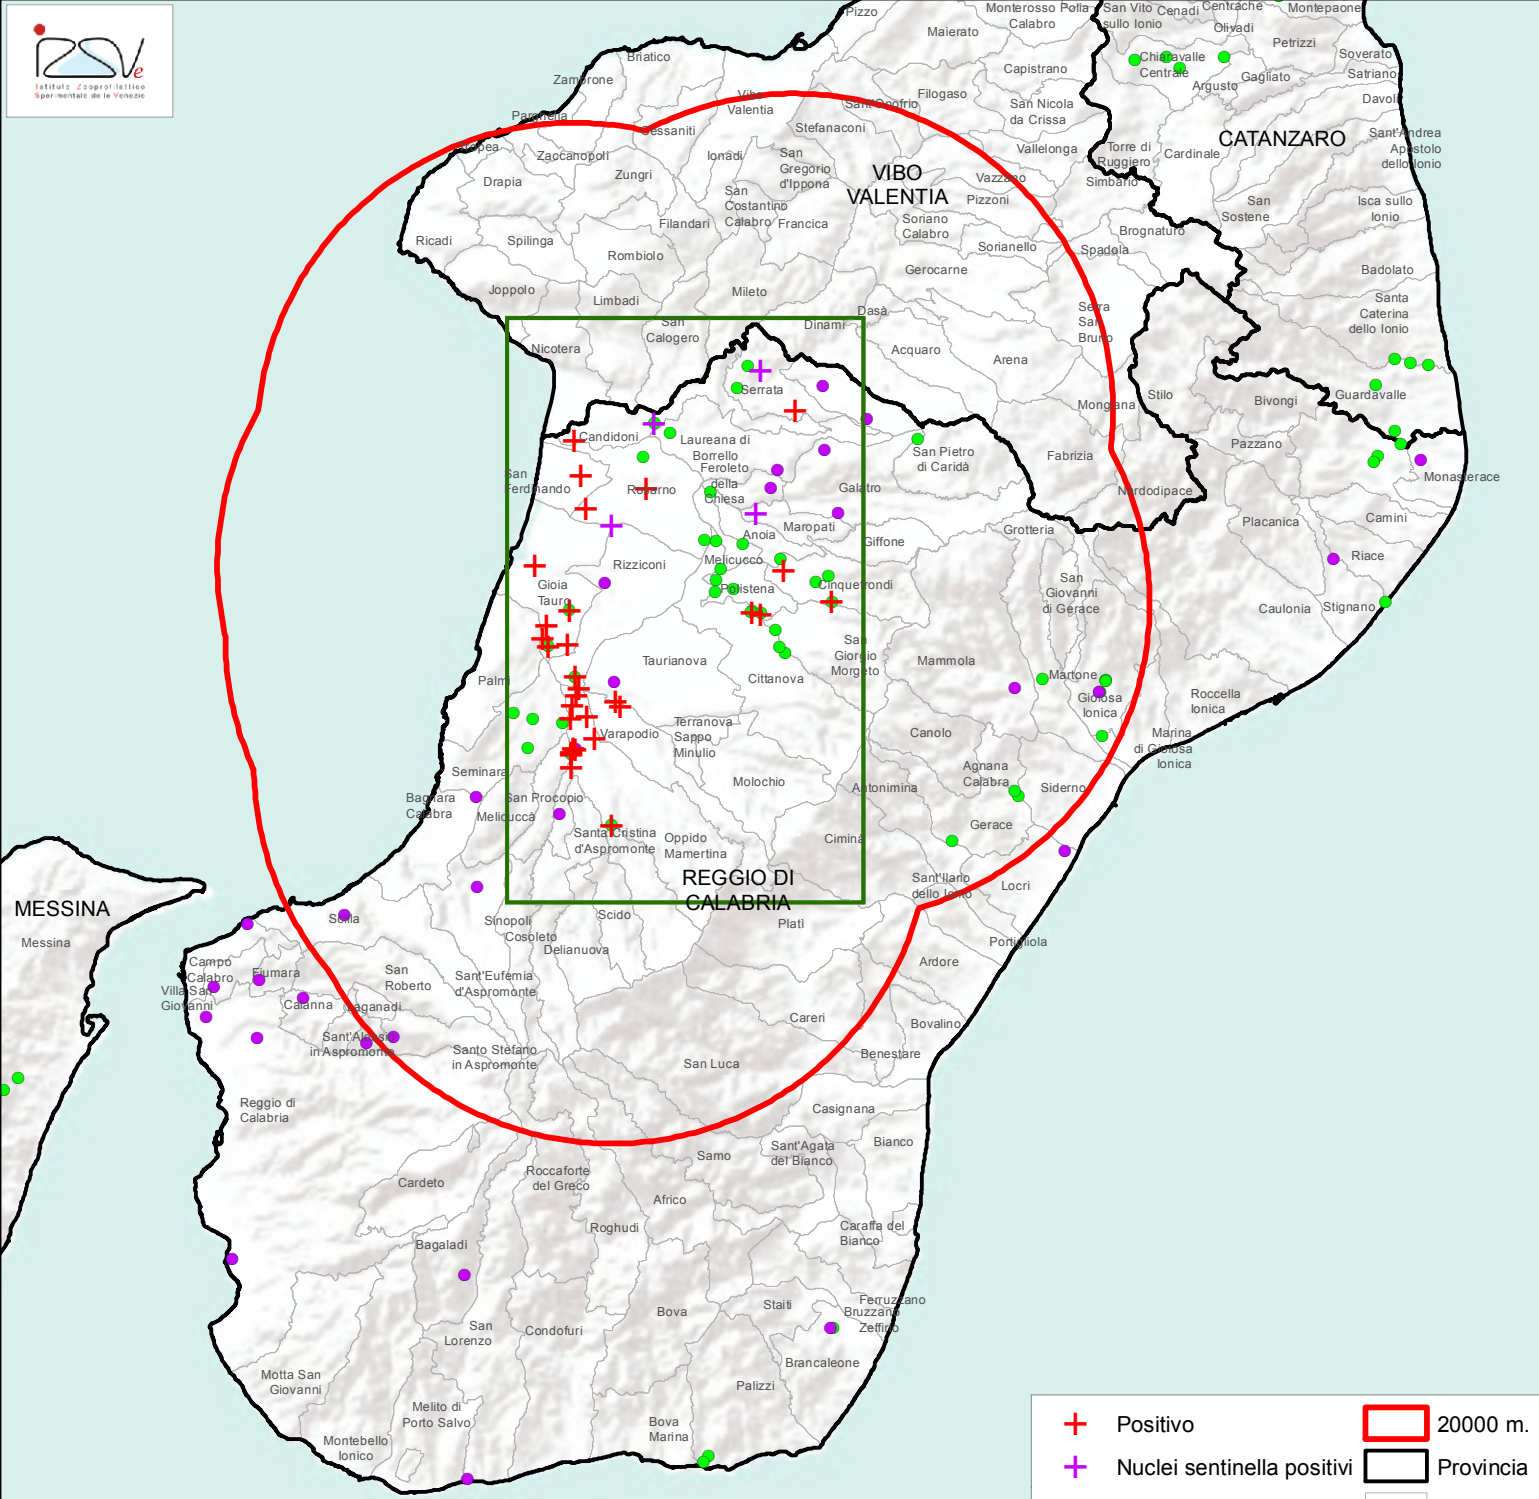 Istituto Zooprofilattico
Sperimentale delle Venezie
Pizzo
Monterosso
Calabro
Polia
San Vito
sullo Ionio
Cenadi
Centrache
Montepaone
Olivadi
Maierato
Petrizzi
Soverato
Briatico
Chiaravalle
Centrale
Capistrano
Gagliato
Satriano
Zambrone
Argusto
Filogaso
Vibo
Valentia
Sant'Onofrio
San Nicola
da Crissa
Davoli
Parghelia
Cessaniti
Stefanaconi
CATANZARO
Sant'Andrea
Apostolo
dello Ionio
Tropea
Zaccanopoli
Ionadi
San
Gregorio
d'Ippona
Vallelonga
Torre di
Ruggiero
Cardinale
Drapia
Zungri
VIBO
VALENTIA
Vazzano
Simbario
San
Costantino
Calabro
Pizzoni
San
Sostene
Isca sullo
Ionio
Filandari
Francica
Soriano
Calabro
Brognaturo
Ricadi
Spilinga
Sorianello
Spadola
Rombiolo
Gerocarne
Badolato
Joppolo
Limbadi
Mileto
Santa
Caterina
dello Ionio
Serra
San
Bruno
Dasà
San
Calogero
Dinami
Nicotera
Acquaro
Arena
Serrata
Stilo
Guardavalle
Bivongi
Mongiana
Candidoni
Laureana di
Borrello
Pazzano
San Pietro
di Caridà
Fabrizia
Feroleto
della
Chiesa
San
Ferdinando
Rosarno
Galatro
Nardodipace
Monasterace
Placanica
Camini
Maropati
Anoia
Grotteria
Giffone
Riace
Melicucco
Rizziconi
Gioia
Tauro
Polistena
Cinquefrondi
San
Giovanni
di Gerace
Caulonia
Stignano
San
Giorgio
Morgeto
Taurianova
Mammola
Palmi
Cittanova
Martone
Gioiosa
Ionica
Roccella
Ionica
Terranova
Sappo
Minulio
Varapodio
Canolo
Marina
di Gioiosa
Ionica
Seminara
Agnana
Calabra
Molochio
Antonimina
Siderno
Bagnara
Calabra
San Procopio
Melicuccà
Gerace
Santa Cristina
d'Aspromonte
Oppido
Mamertina
Ciminà
REGGIO DI
CALABRIA
Sant'Ilario
dello Ionio
Locri
MESSINA
Messina
Scilla
Sinopoli
Scido
Platì
Cosoleto
Delianuova
Portigliola
Campo
Calabro
Fiumara
San
Roberto
Sant'Eufemia
d'Aspromonte
Ardore
Villa San
Giovanni
Calanna
Laganadi
Careri
Bovalino
Sant'Alessio
in Aspromonte
Santo Stefano
in Aspromonte
Benestare
San Luca
Reggio di
Calabria
Casignana
Bianco
Samo
Sant'Agata
del Bianco
Roccaforte
del Greco
Cardeto
Africo
Roghudi
Caraffa del
Bianco
Bagaladi
Ferruzzano
Staiti
Bova
Bruzzano
Zeffirio
San
Lorenzo
Condofuri
Brancaleone
Motta San
Giovanni
Palizzi
Melito di
Porto Salvo
Bova
Marina
Montebello
Ionico
Positivo
20000 m.
Nuclei sentinella positivi
Provincia